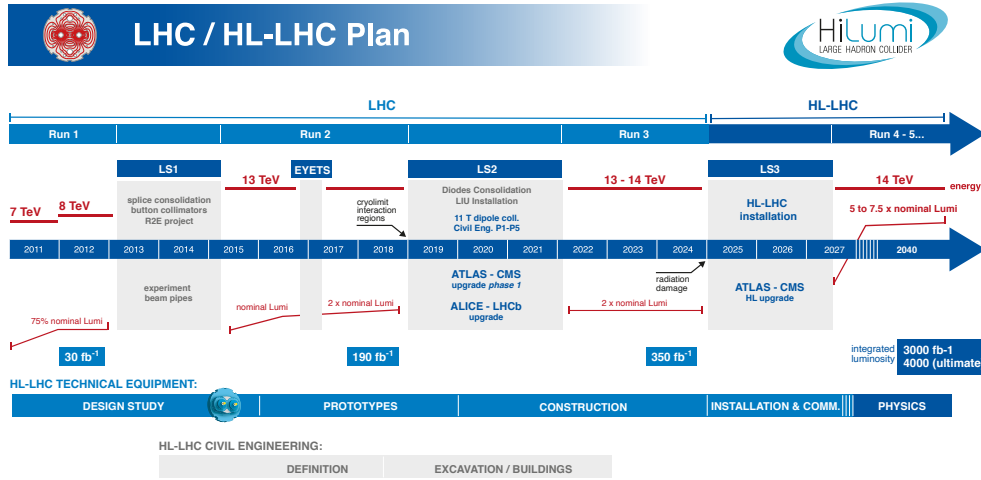 LHC / HL-LHC Plan
HiLumi
LARGE HADRON COLLIDER
LHC
HL-LHC
Run 1
Run 2
Run 3
Run 4 - 5...
LS1
EYETS
LS2
LS3
13 TeV
13 - 14 TeV
14 TeV
energy
7 TeV
8 TeV
splice consolidation
button collimators
R2E project
cryolimit
interaction
regions
Diodes Consolidation
LIU Installation
11 T dipole coll.
Civil Eng. P1-P5
HL-LHC
installation
5 to 7.5 x nominal Lumi
2011
2012
2013
2014
2015
2016
2017
2018
2019
2020
2021
2022
2023
2024
2025
2026
2027
2040
experiment
beam pipes
ATLAS - CMS
upgrade phase 1
ALICE - LHCb
upgrade
radiation
damage
ATLAS - CMS
HL upgrade
75% nominal Lumi
nominal Lumi
2 x nominal Lumi
2 x nominal Lumi
30 fb-1
190 fb-1
350 fb-1
integrated
luminosity
3000 fb-1
4000 (ultimate
HL-LHC TECHNICAL EQUIPMENT:
DESIGN STUDY
PROTOTYPES
CONSTRUCTION
INSTALLATION & COMM.
PHYSICS
HL-LHC CIVIL ENGINEERING:
DEFINITION
EXCAVATION / BUILDINGS